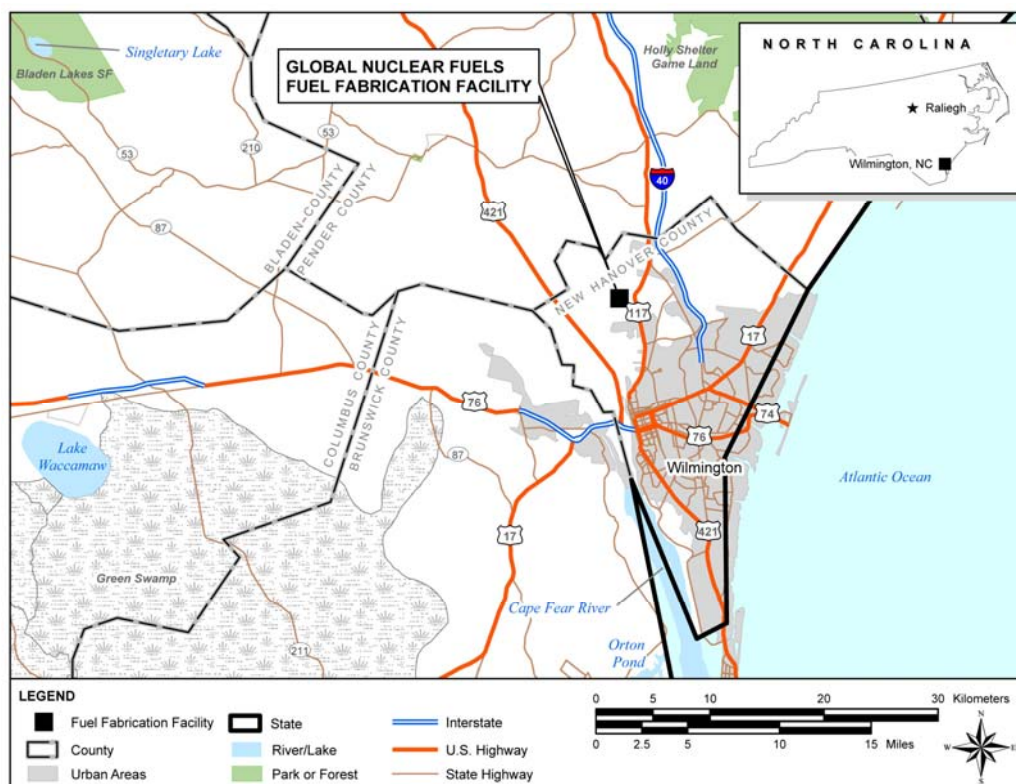 Singletary Lake
Bladen Lakes SF
GLOBAL NUCLEAR FUELS
FUEL FABRICATION FACILITY
Holly Shelter
Game Land
NORTH CAROLINA
Raliegh
Wilmington, NC
53
210
53
87
421
40
BLADEN-COUNTY
PENDER COUNTY
NEW HANOVER COUNTY
117
17
COLUMBUS COUNTY
BRUNSWICK COUNTY
76
74
76
Lake
Waccamaw
87
Wilmington
Atlantic Ocean
17
421
Green Swamp
Cape Fear River
211
Orton
Pond
LEGEND
Fuel Fabrication Facility
State
Interstate
County
River/Lake
U.S. Highway
Urban Areas
Park or Forest
State Highway
0 5 10 20 30 Kilometers
0 2.5 5 10 15 Miles
N
W E
S